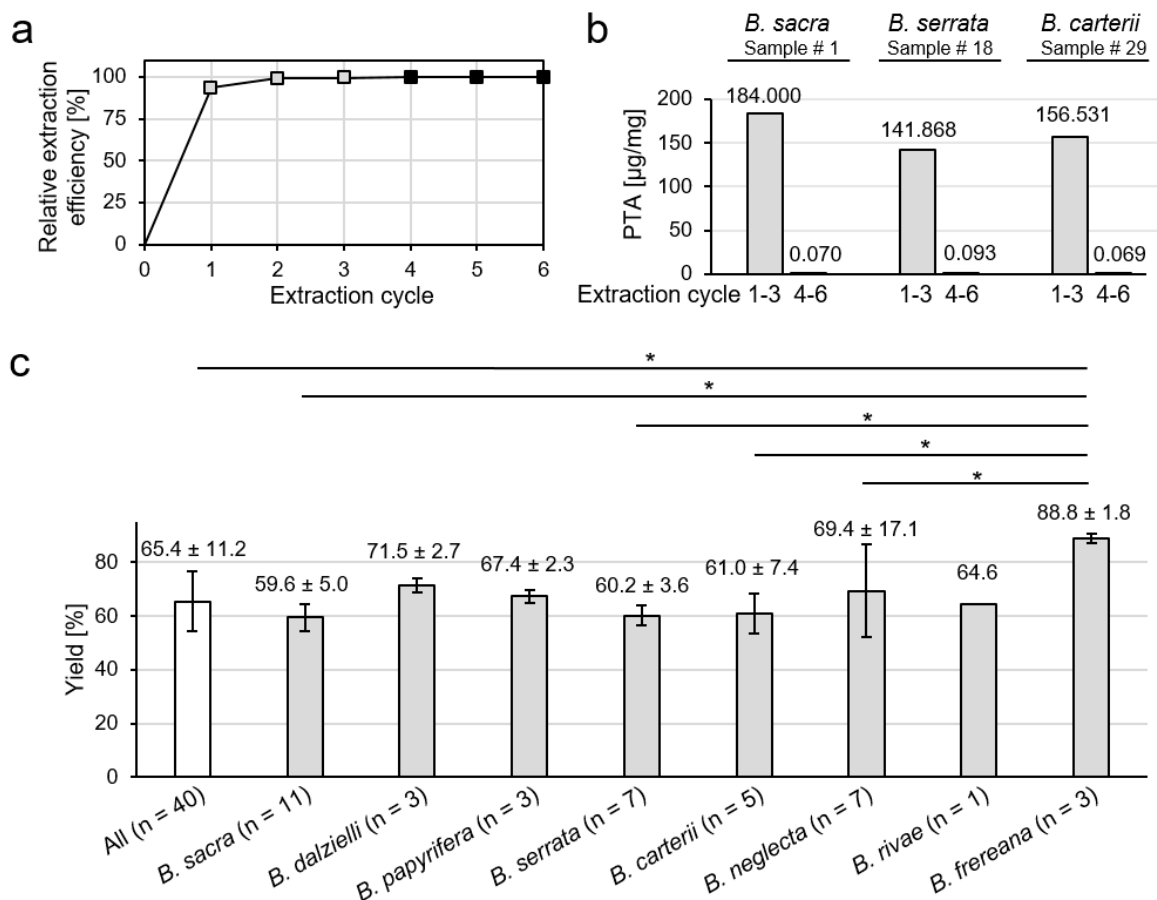 a
Relative extraction
efficiency [%]
100
75
50
25
0
0 1 2 3 4 5 6
Extraction cycle
b
B. sacra B. serrata B. carterii
Sample # 1 Sample # 18 Sample # 29
PTA [µg/mg]
200
150
100
50
0
184.000 141.868 156.531
0.070 0.093 0.069
Extraction cycle 1-3 4-6 1-3 4-6 1-3 4-6
c
*
*
*
*
*
Yield [%]
80
60
40
20
0
65.4 ± 11.2
59.6 ± 5.0
71.5 ± 2.7
67.4 ± 2.3
60.2 ± 3.6
61.0 ± 7.4
69.4 ± 17.1
64.6
88.8 ± 1.8
All (n = 40)
B. sacra (n = 11)
B. dalzielli (n = 3)
B. papyrifera (n = 3)
B. serrata (n = 7)
B. carterii (n = 5)
B. neglecta (n = 7)
B. rivae (n = 1)
B. frereana (n = 3)